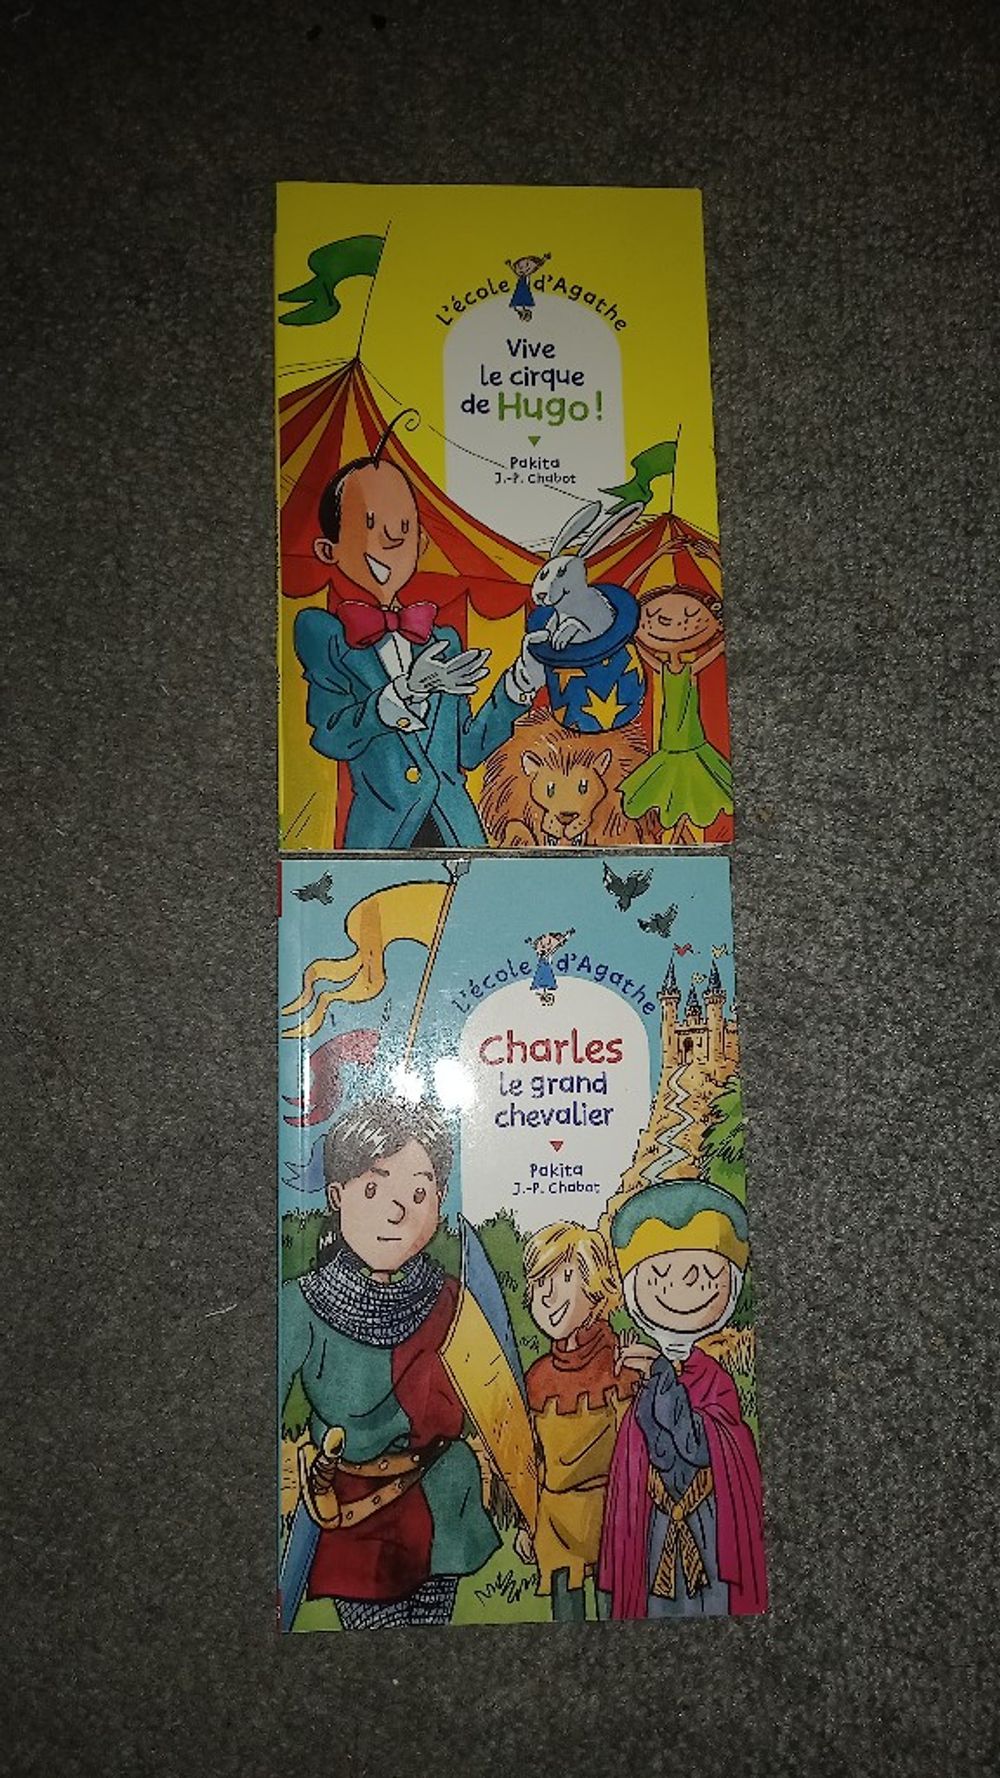 L'école d'Agathe
Vive
le cirque
de Hugo!
Pakita
J.-P. Chabot
L'école d'Agathe
Charles
le grand
chevalier
Pakita
J.-P. Chabot